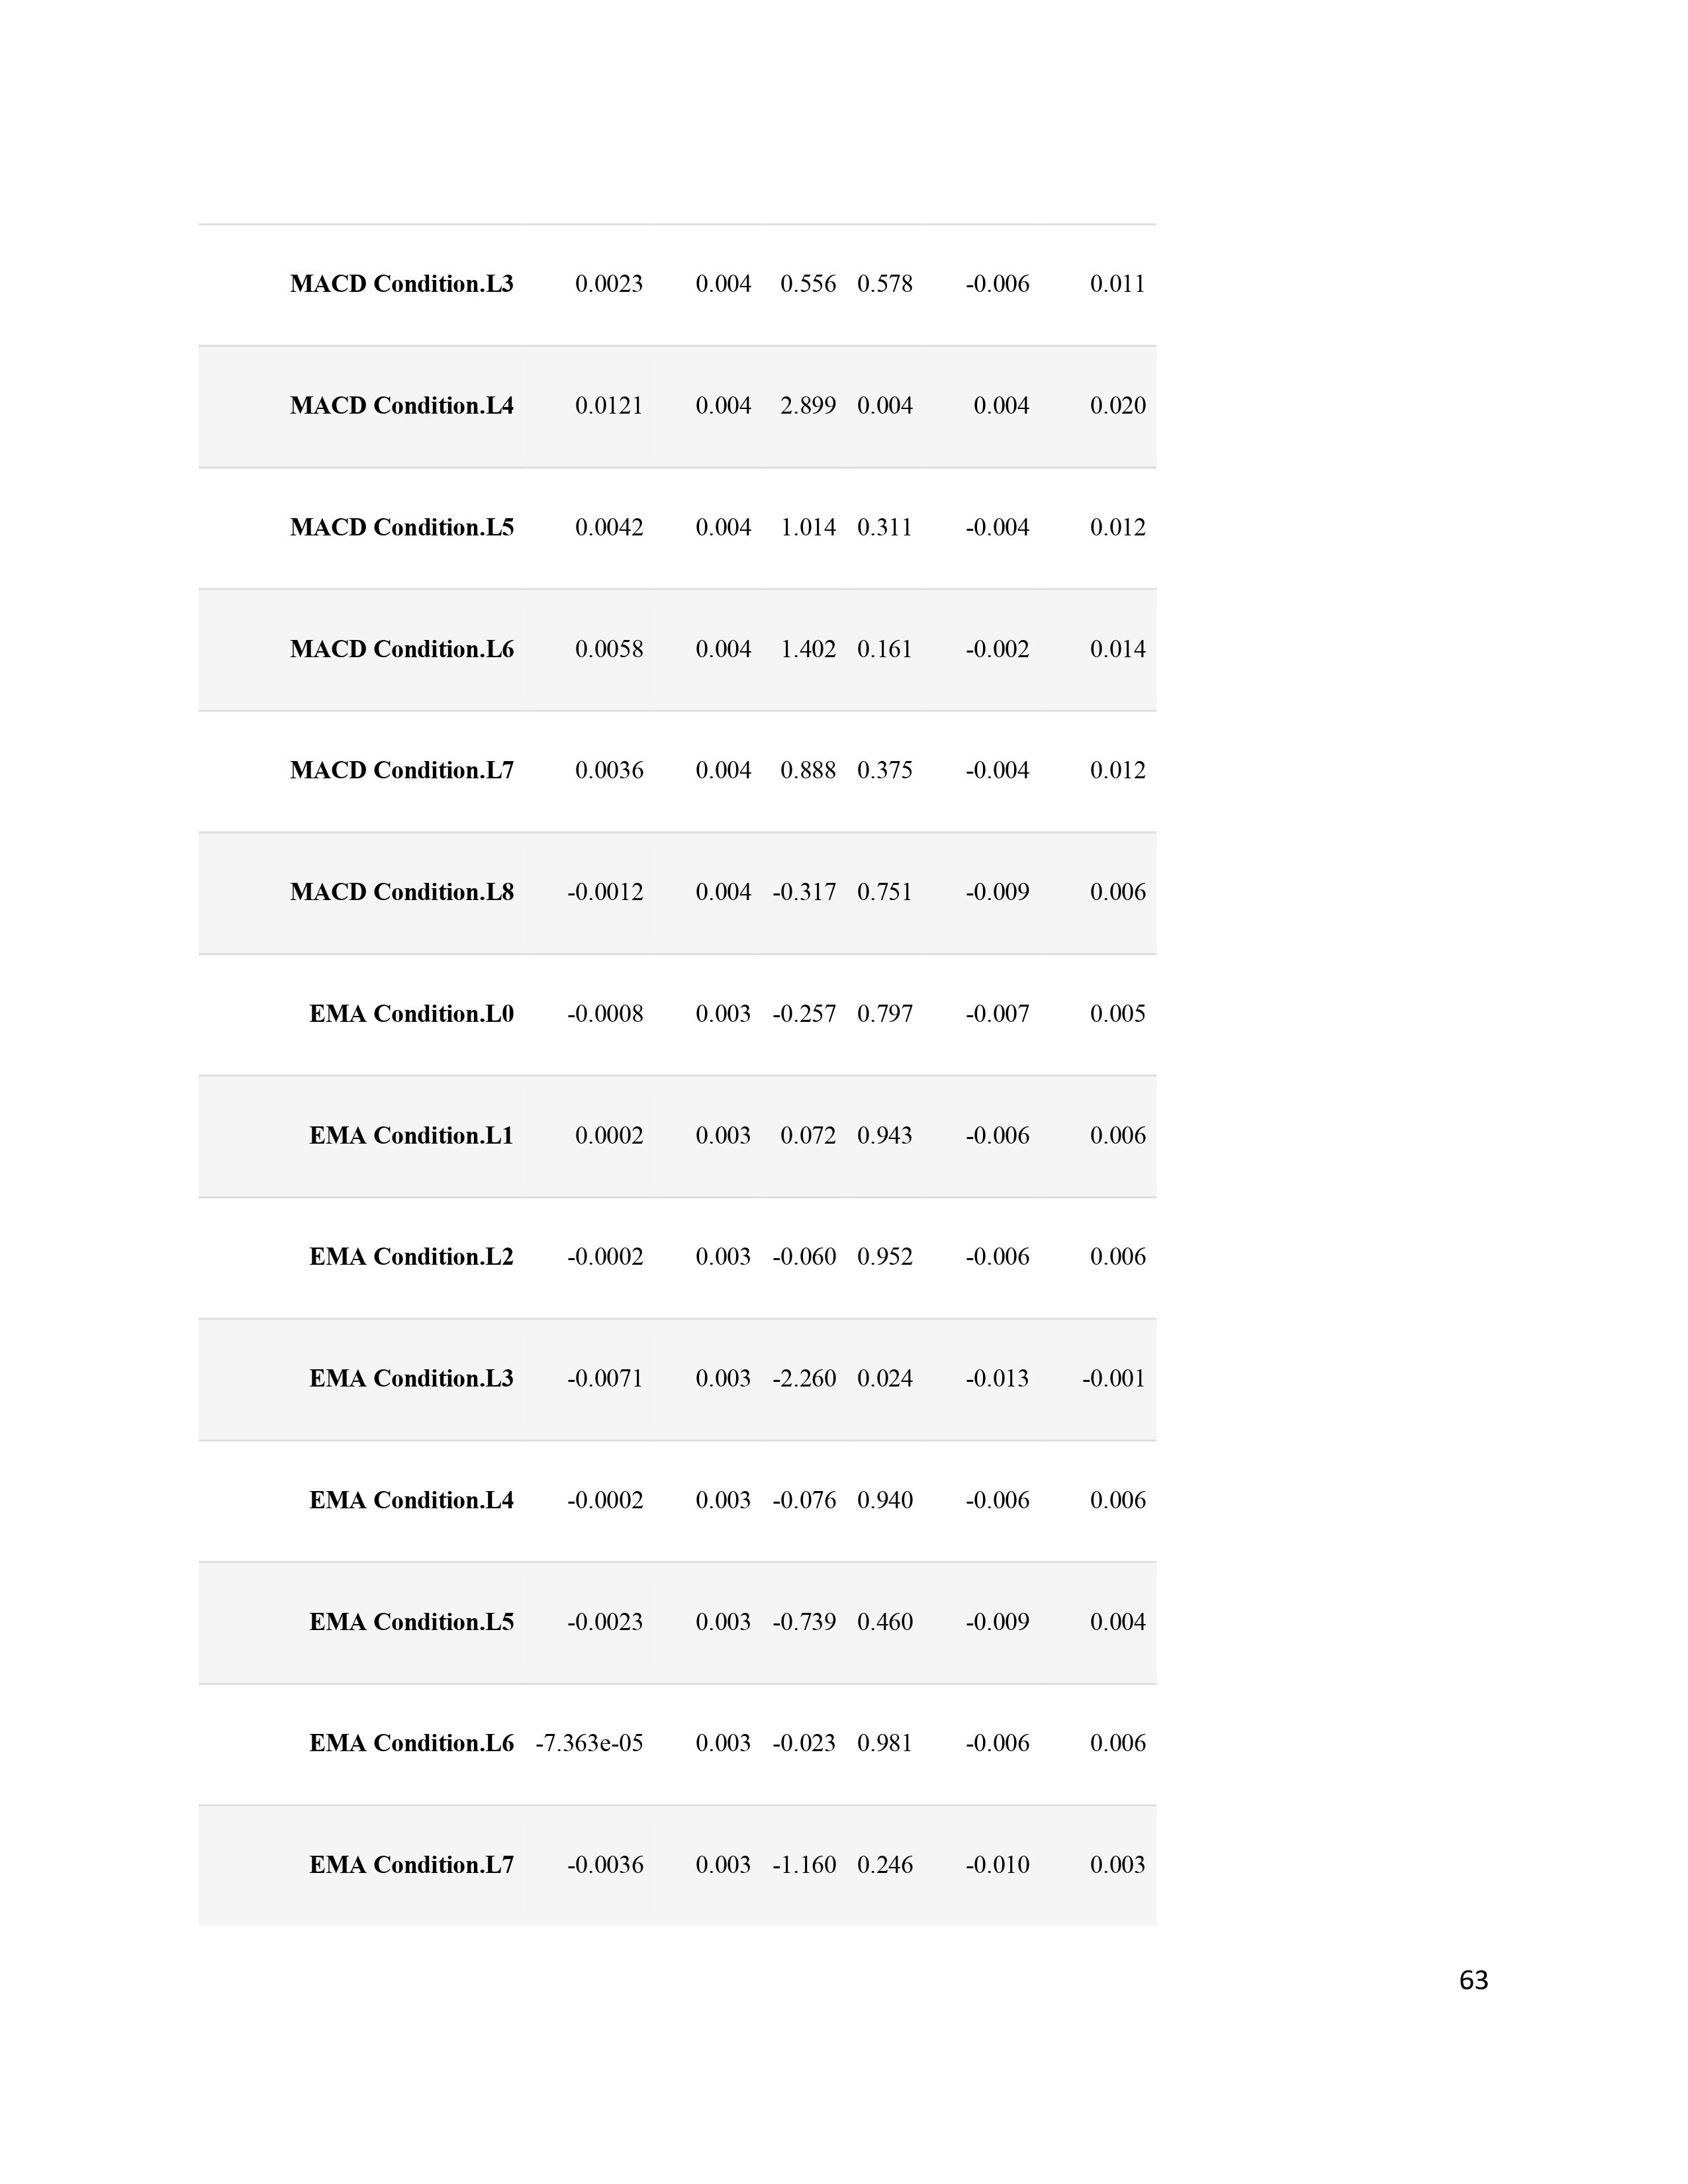 MACD Condition.L3 0.0023 0.004 0.556 0.578 -0.006 0.011
MACD Condition.L4 0.0121 0.004 2.899 0.004 0.004 0.020
MACD Condition.L5 0.0042 0.004 1.014 0.311 -0.004 0.012
MACD Condition.L6 0.0058 0.004 1.402 0.161 -0.002 0.014
MACD Condition.L7 0.0036 0.004 0.888 0.375 -0.004 0.012
MACD Condition.L8 -0.0012 0.004 -0.317 0.751 -0.009 0.006
EMA Condition.L0 -0.0008 0.003 -0.257 0.797 -0.007 0.005
EMA Condition.L1 0.0002 0.003 0.072 0.943 -0.006 0.006
EMA Condition.L2 -0.0002 0.003 -0.060 0.952 -0.006 0.006
EMA Condition.L3 -0.0071 0.003 -2.260 0.024 -0.013 -0.001
EMA Condition.L4 -0.0002 0.003 -0.076 0.940 -0.006 0.006
EMA Condition.L5 -0.0023 0.003 -0.739 0.460 -0.009 0.004
EMA Condition.L6 -7.363e-05 0.003 -0.023 0.981 -0.006 0.006
EMA Condition.L7 -0.0036 0.003 -1.160 0.246 -0.010 0.003
63